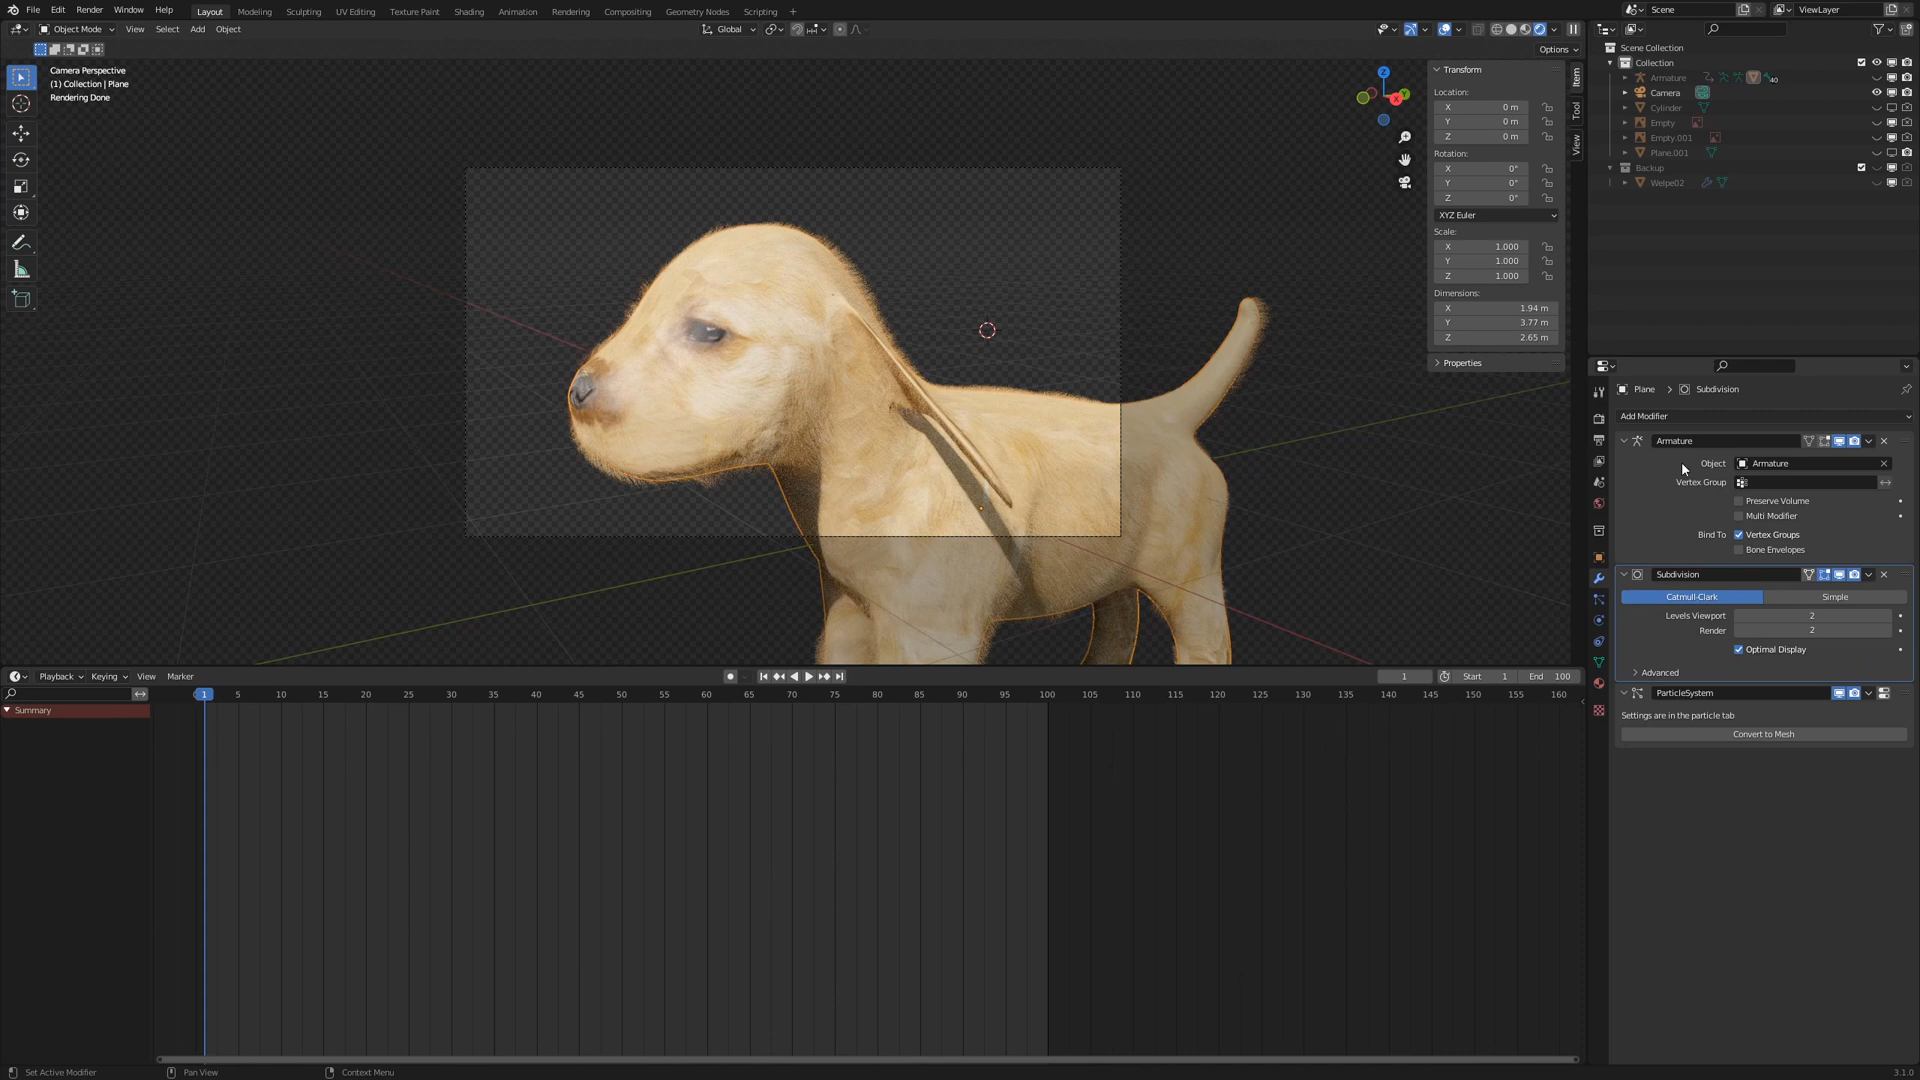 File Edit Render Window Help Layout Modeling Sculpting UV Editing Texture Paint Shading Animation Rendering Compositing Geometry Nodes Scripting + Scene ViewLayer
Object Mode View Select Add Object Global
Options
Camera Perspective
(1) Collection | Plane
Rendering Done
Z
Y
X
Transform
Location:
X 0 m
Y 0 m
Z 0 m
Rotation:
X 0°
Y 0°
Z 0°
XYZ Euler
Scale:
X 1.000
Y 1.000
Z 1.000
Dimensions:
X 1.94 m
Y 3.77 m
Z 2.65 m
Properties
Item
Tool
View
Scene Collection
Collection
Armature 40
Camera
Cylinder
Empty
Empty.001
Plane.001
Backup
Welpe02
Plane > Subdivision
Add Modifier
Armature
Object Armature
Vertex Group
Preserve Volume
Multi Modifier
Bind To Vertex Groups
Bone Envelopes
Subdivision
Catmull-Clark Simple
Levels Viewport 2
Render 2
Optimal Display
Advanced
ParticleSystem
Settings are in the particle tab
Convert to Mesh
Playback Keying View Marker 1 Start 1 End 100
1 5 10 15 20 25 30 35 40 45 50 55 60 65 70 75 80 85 90 95 100 105 110 115 120 125 130 135 140 145 150 155 160
Summary
Set Active Modifier Pan View Context Menu 3.1.0